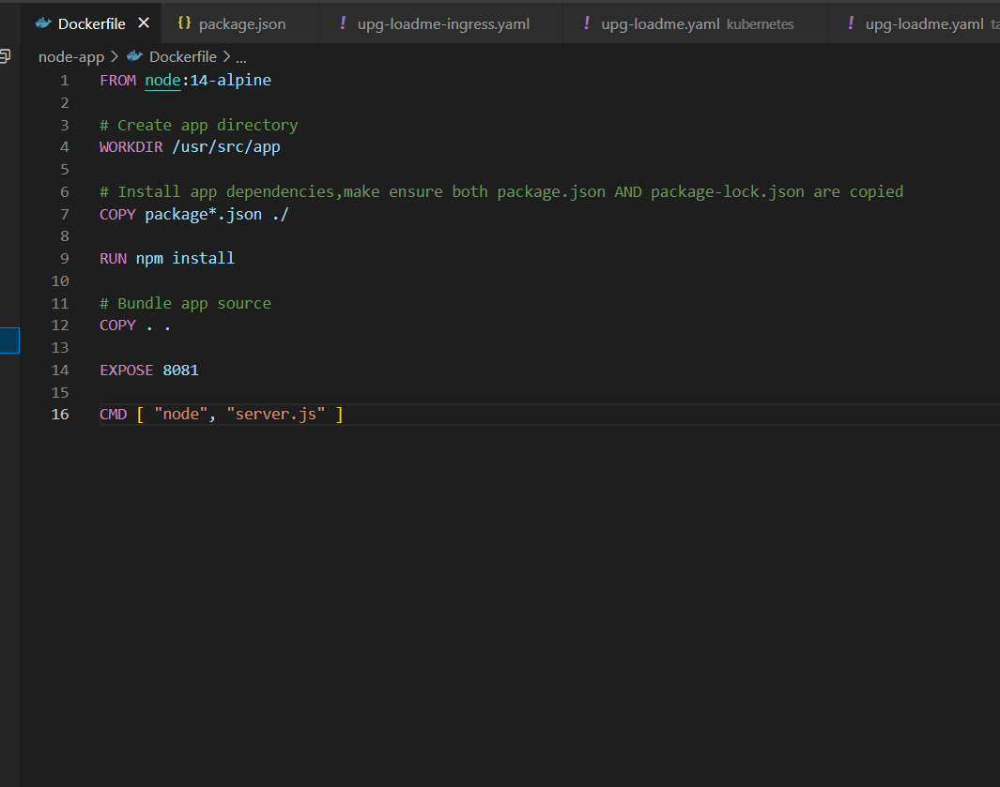 Dockerfile package.json upg-loadme-ingress.yaml upg-loadme.yaml kubernetes upg-loadme.yaml
node-app > Dockerfile > ...
1 FROM node:14-alpine
2
3 # Create app directory
4 WORKDIR /usr/src/app
5
6 # Install app dependencies,make ensure both package.json AND package-lock.json are copied
7 COPY package*.json ./
8
9 RUN npm install
10
11 # Bundle app source
12 COPY . .
13
14 EXPOSE 8081
15
16 CMD [ "node", "server.js" ]